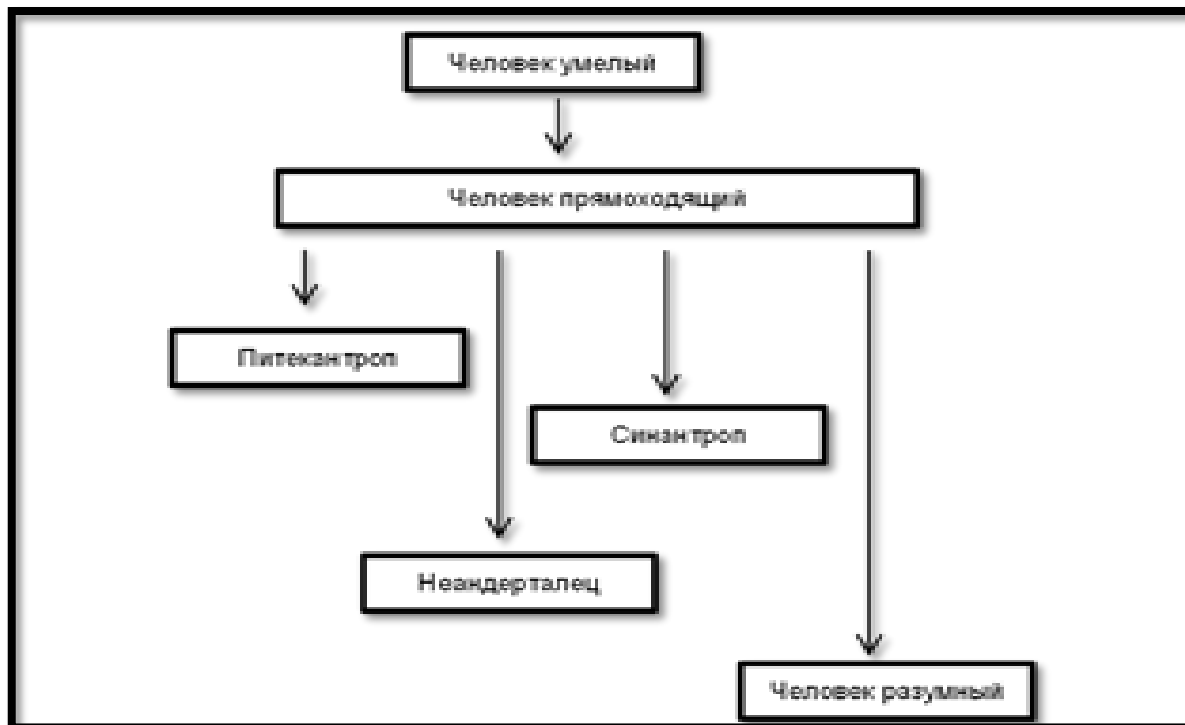 Человек умелый
Человек прямоходящий
Питекантроп
Синантроп
Неандерталец
Человек разумный